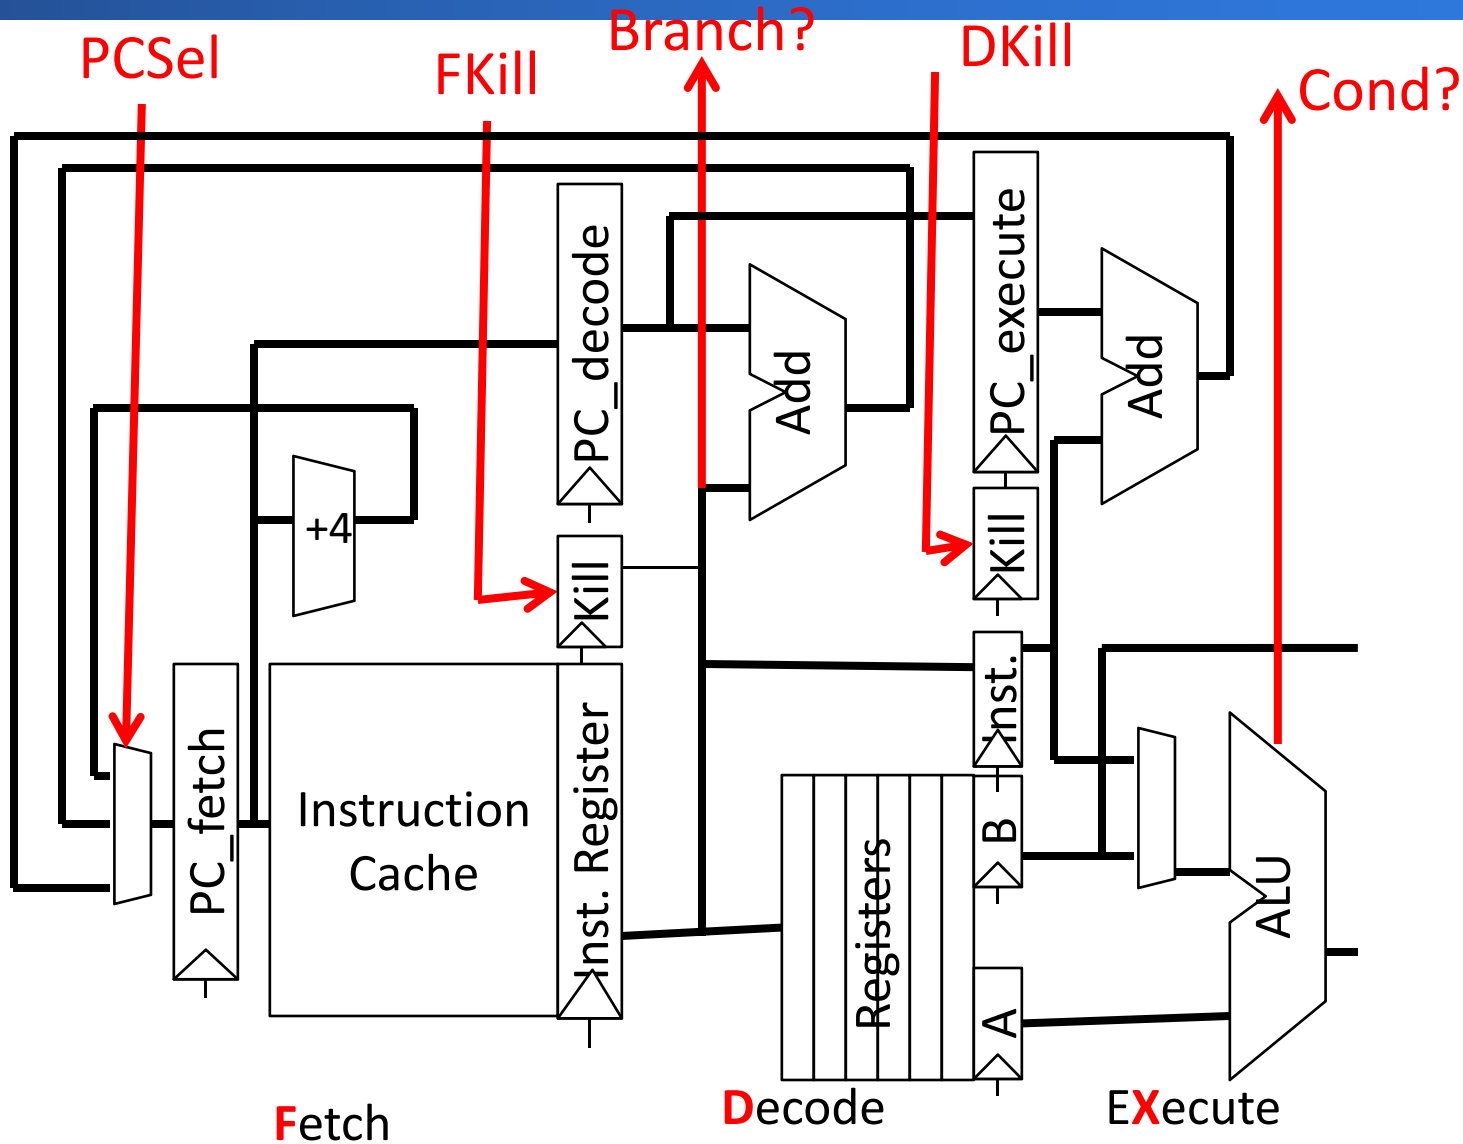 Branch?
PCSel
FKill
DKill
Cond?
PC_decode
PC_execute
Add
Add
+4
Kill
Kill
Inst.
PC_fetch
Instruction
Cache
Inst. Register
Registers
B
A
ALU
Fetch
Decode
EXecute